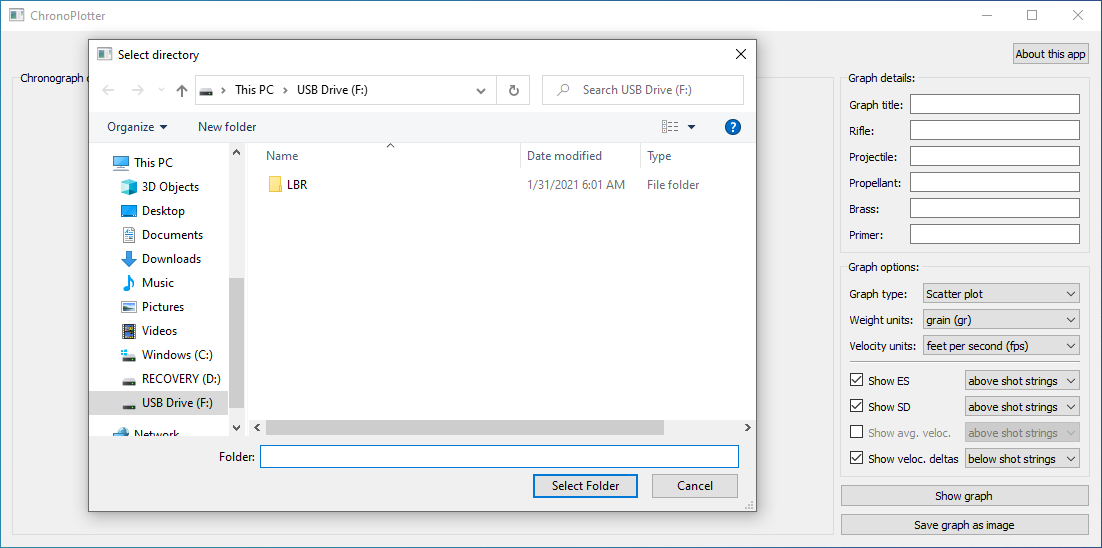 ChronoPlotter
About this app
Chronograph
Select directory
This PC > USB Drive (F:)
Search USB Drive (F:)
Organize
New folder
?
This PC
3D Objects
Desktop
Documents
Downloads
Music
Pictures
Videos
Windows (C:)
RECOVERY (D:)
USB Drive (F:)
Network
Name
Date modified
Type
LBR
1/31/2021 6:01 AM
File folder
Folder:
Select Folder
Cancel
Graph details:
Graph title:
Rifle:
Projectile:
Propellant:
Brass:
Primer:
Graph options:
Graph type:
Scatter plot
Weight units:
grain (gr)
Velocity units:
feet per second (fps)
Show ES
above shot strings
Show SD
above shot strings
Show avg. veloc.
above shot strings
Show veloc. deltas
below shot strings
Show graph
Save graph as image